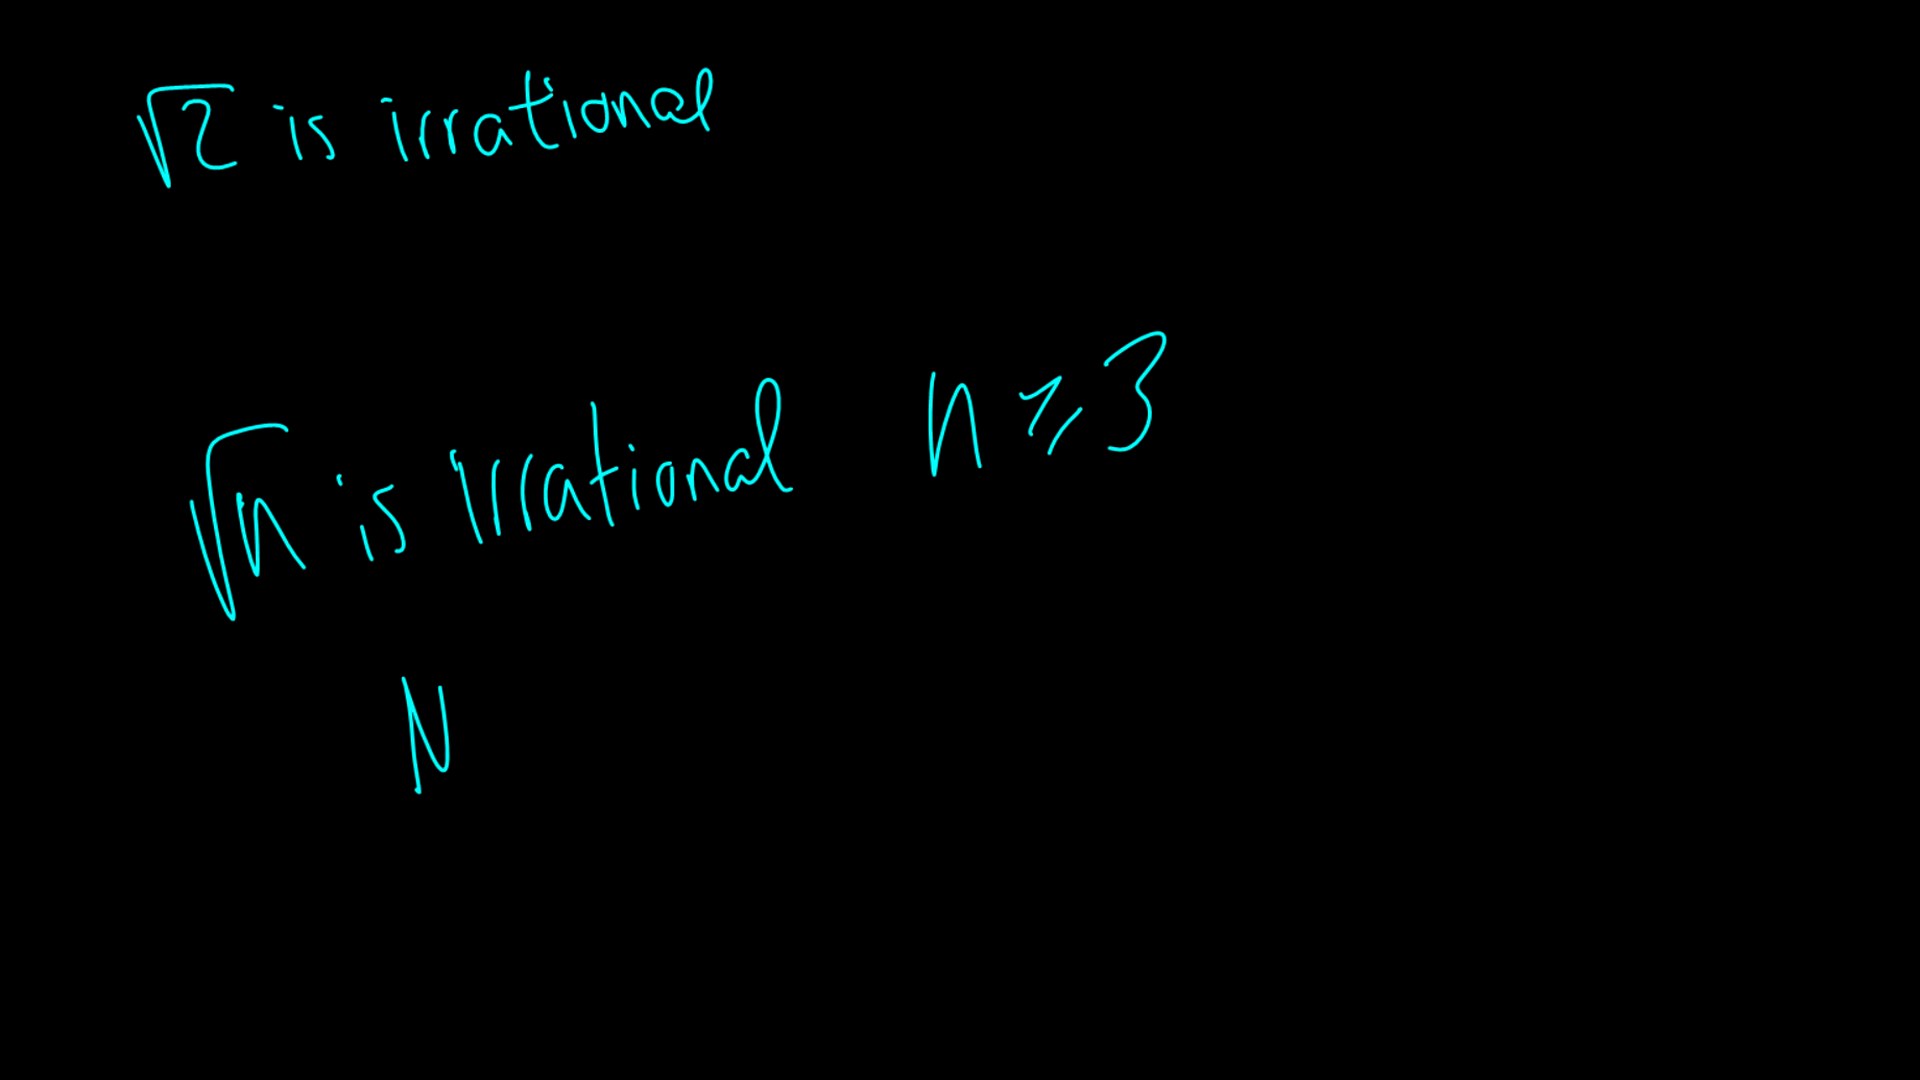 √2 is irrational
√n is irrational n ≥ 3
N